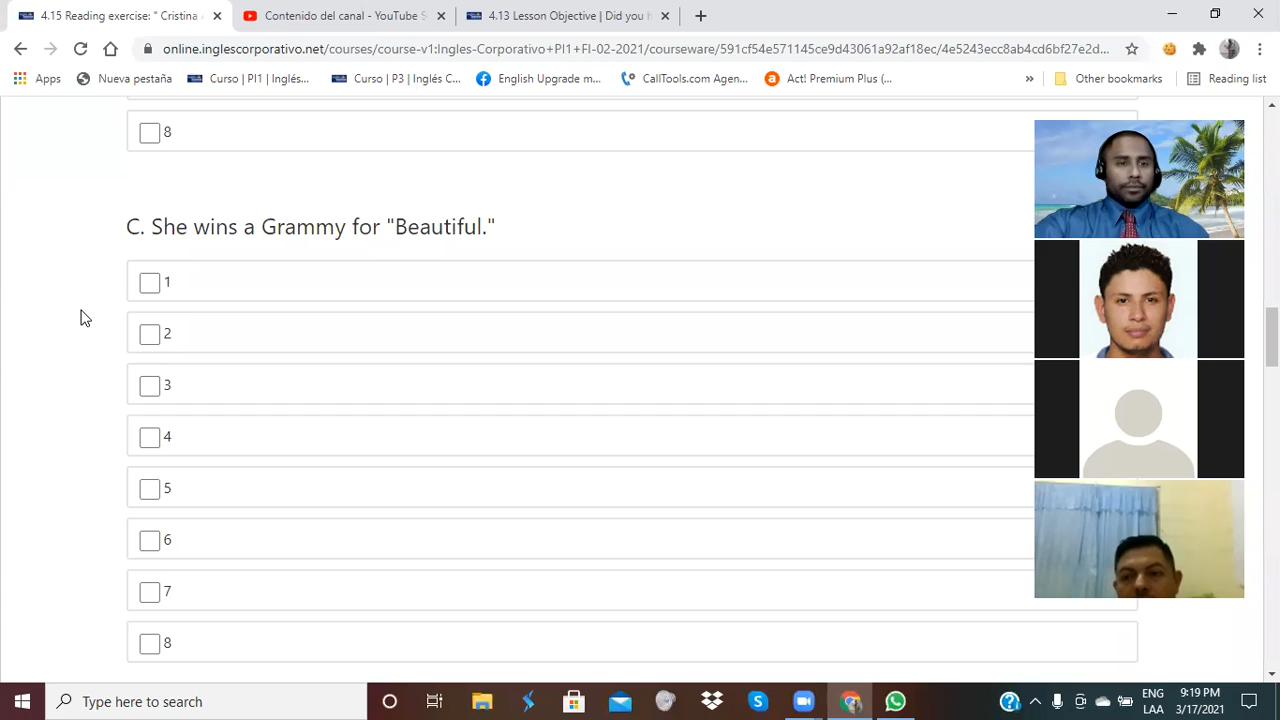 4.15 Reading exercise: " Cristina
Contenido del canal - YouTube S
4.13 Lesson Objective | Did you h
online.inglescorporativo.net/courses/course-v1:Ingles-Corporativo+PI1+FI-02-2021/courseware/591cf54e571145ce9d43061a92af18ec/4e5243ecc8ab4cd6bf27e2d...
Apps
Nueva pestaña
Curso | PI1 | Inglés...
Curso | P3 | Inglés C...
English Upgrade m...
CallTools.com Agen...
Act! Premium Plus (...
»
Other bookmarks
Reading list
8
C. She wins a Grammy for "Beautiful."
1
2
3
4
5
6
7
8
Type here to search
ENG
LAA
9:19 PM
3/17/2021